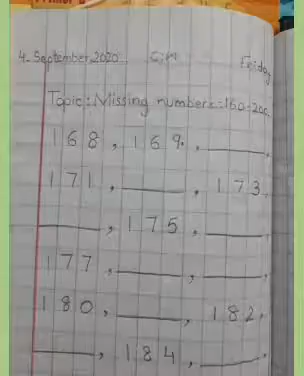 4. September 2020 C.W Friday
Topic: Missing numbers: 160-200.
168, 169, ____.
171, ____, 173.
____, 175, ____.
177, ____, ____.
180, ____, 182.
____, 184, ____.